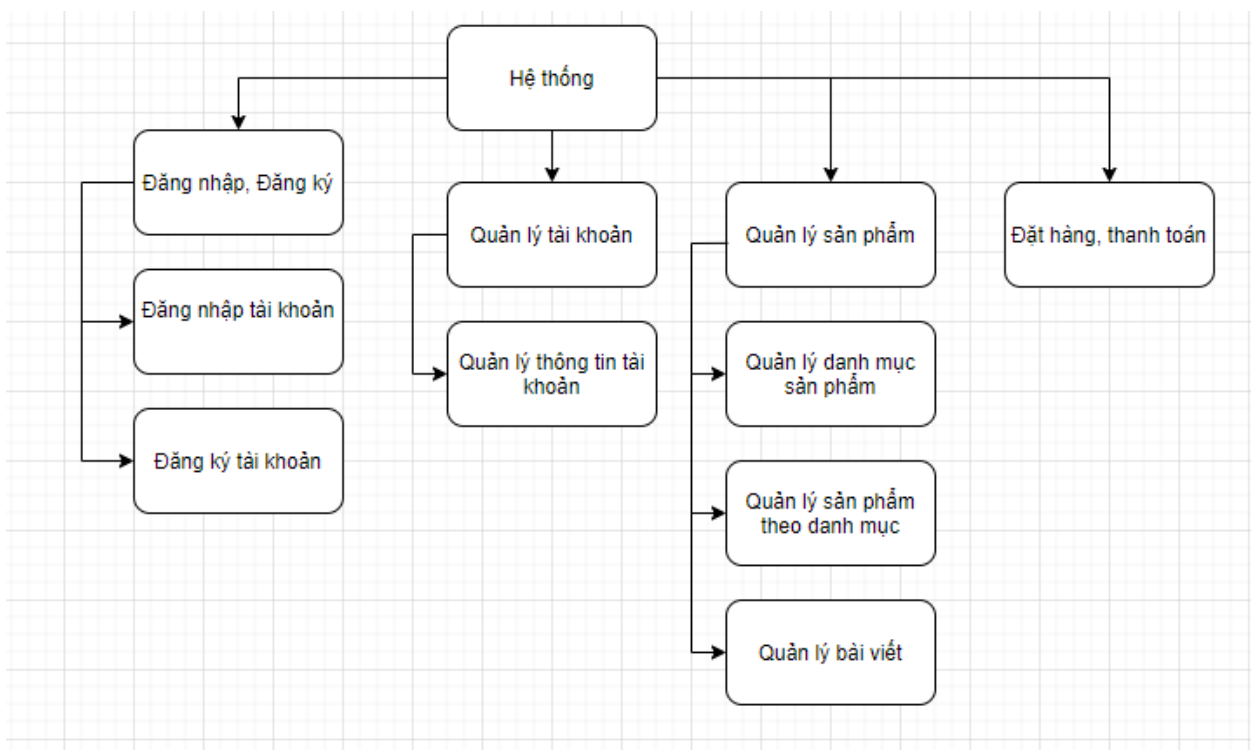 Hệ thống
Đăng nhập, Đăng ký
Quản lý tài khoản
Quản lý sản phẩm
Đặt hàng, thanh toán
Đăng nhập tài khoản
Quản lý thông tin tài
khoản
Quản lý danh mục
sản phẩm
Đăng ký tài khoản
Quản lý sản phẩm
theo danh mục
Quản lý bài viết